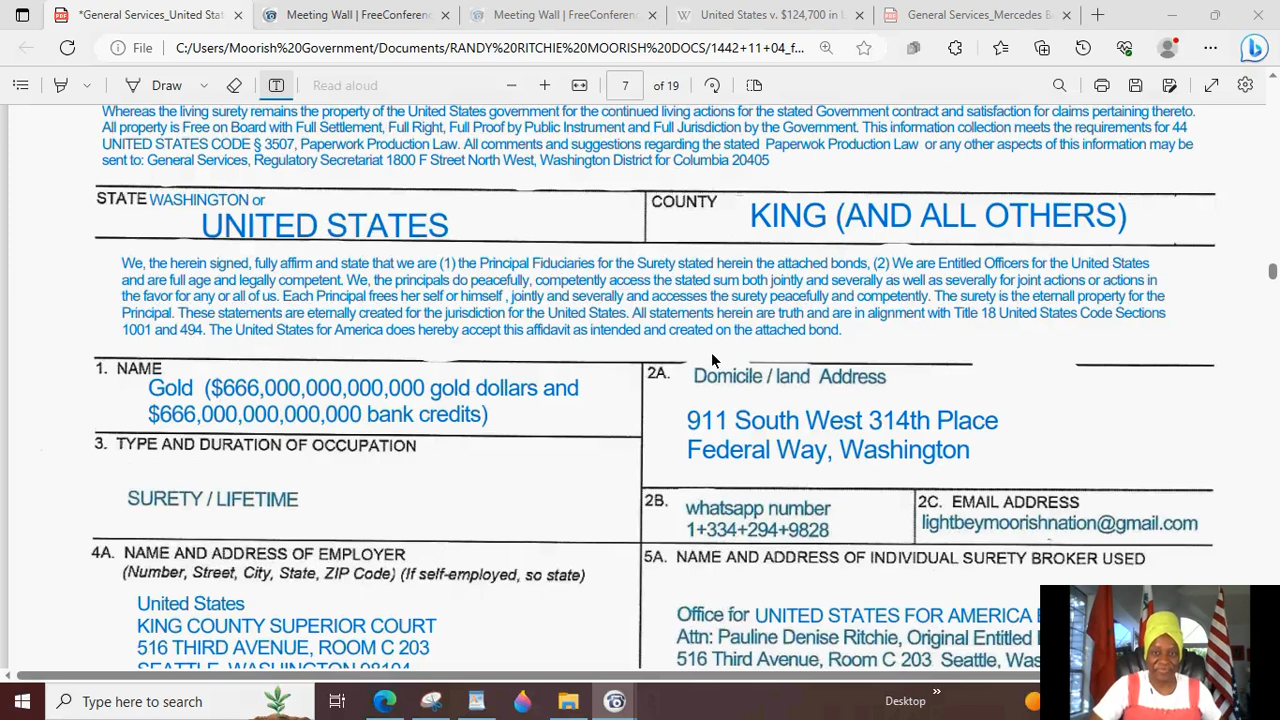 *General Services_United Sta
Meeting Wall | FreeConferenc
Meeting Wall | FreeConferenc
United States v. $124,700 in U
General Services_Mercedes B
File
C:/Users/Moorish%20Government/Documents/RANDY%20RITCHIE%20MOORISH%20DOCS/1442+11+04_f...
Draw
Read aloud
7
of 19
Whereas the living surety remains the property of the United States government for the continued living actions for the stated Government contract and satisfaction for claims pertaining thereto.
All property is Free on Board with Full Settlement, Full Right, Full Proof by Public Instrument and Full Jurisdiction by the Government. This information collection meets the requirements for 44
UNITED STATES CODE § 3507, Paperwork Production Law. All comments and suggestions regarding the stated Paperwok Production Law or any other aspects of this information may be
sent to: General Services, Regulatory Secretariat 1800 F Street North West, Washington District for Columbia 20405
STATE WASHINGTON or
UNITED STATES
COUNTY
KING (AND ALL OTHERS)
We, the herein signed, fully affirm and state that we are (1) the Principal Fiduciaries for the Surety stated herein the attached bonds, (2) We are Entitled Officers for the United States
and are full age and legally competent. We, the principals do peacefully, competently access the stated sum both jointly and severally as well as severally for joint actions or actions in
the favor for any or all of us. Each Principal frees her self or himself , jointly and severally and accesses the surety peacefully and competently. The surety is the eternall property for the
Principal. These statements are eternally created for the jurisdiction for the United States. All statements herein are truth and are in alignment with Title 18 United States Code Sections
1001 and 494. The United States for America does hereby accept this affidavit as intended and created on the attached bond.
1. NAME
Gold ($666,000,000,000,000 gold dollars and
$666,000,000,000,000 bank credits)
2A. Domicile / land Address
911 South West 314th Place
Federal Way, Washington
3. TYPE AND DURATION OF OCCUPATION
SURETY / LIFETIME
2B. whatsapp number
1+334+294+9828
2C. EMAIL ADDRESS
lightbeymoorishnation@gmail.com
4A. NAME AND ADDRESS OF EMPLOYER
(Number, Street, City, State, ZIP Code) (If self-employed, so state)
United States
KING COUNTY SUPERIOR COURT
516 THIRD AVENUE, ROOM C 203
SEATTLE, WASHINGTON 98104
5A. NAME AND ADDRESS OF INDIVIDUAL SURETY BROKER USED
Office for UNITED STATES FOR AMERICA
Attn: Pauline Denise Ritchie, Original Entitled
516 Third Avenue, Room C 203 Seattle, Was
Type here to search
Desktop
»